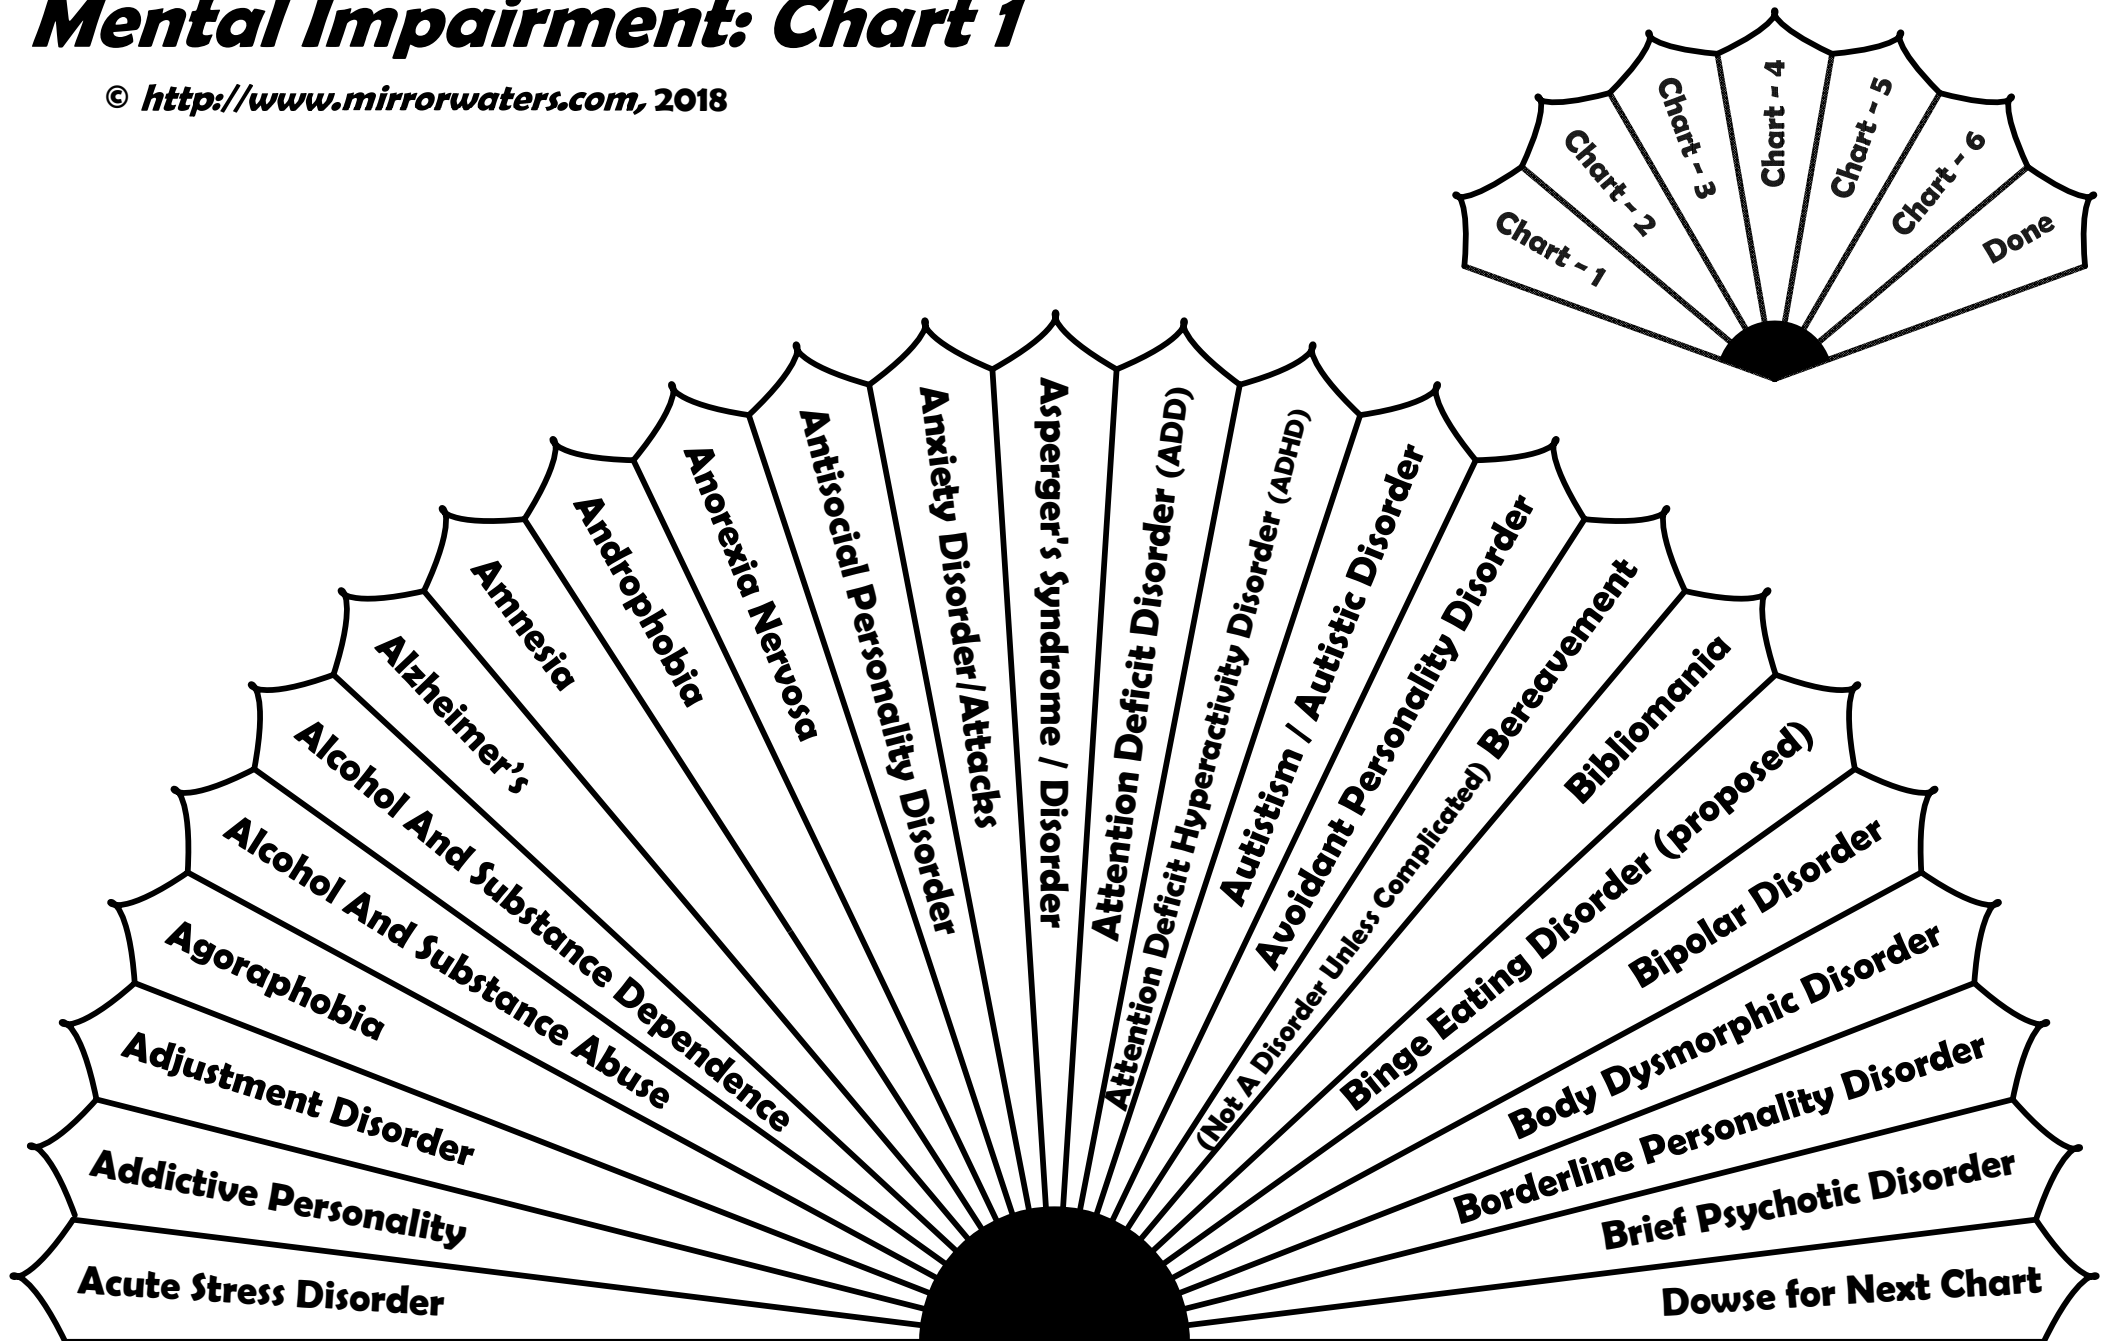 Mental Impairment: Chart 1
© http://www.mirrorwaters.com, 2018
Chart - 1
Chart - 2
Chart - 3
Chart - 4
Chart - 5
Chart - 6
Done
Acute Stress Disorder
Addictive Personality
Adjustment Disorder
Agoraphobia
Alcohol And Substance Abuse
Alcohol And Substance Dependence
Alzheimer’s
Amnesia
Androphobia
Anorexia Nervosa
Antisocial Personality Disorder
Anxiety Disorder/Attacks
Asperger's Syndrome / Disorder
Attention Deficit Disorder (ADD)
Attention Deficit Hyperactivity Disorder (ADHD)
Autistism / Autistic Disorder
Avoidant Personality Disorder
(Not A Disorder Unless Complicated) Bereavement
Bibliomania
Binge Eating Disorder (proposed)
Bipolar Disorder
Body Dysmorphic Disorder
Borderline Personality Disorder
Brief Psychotic Disorder
Dowse for Next Chart